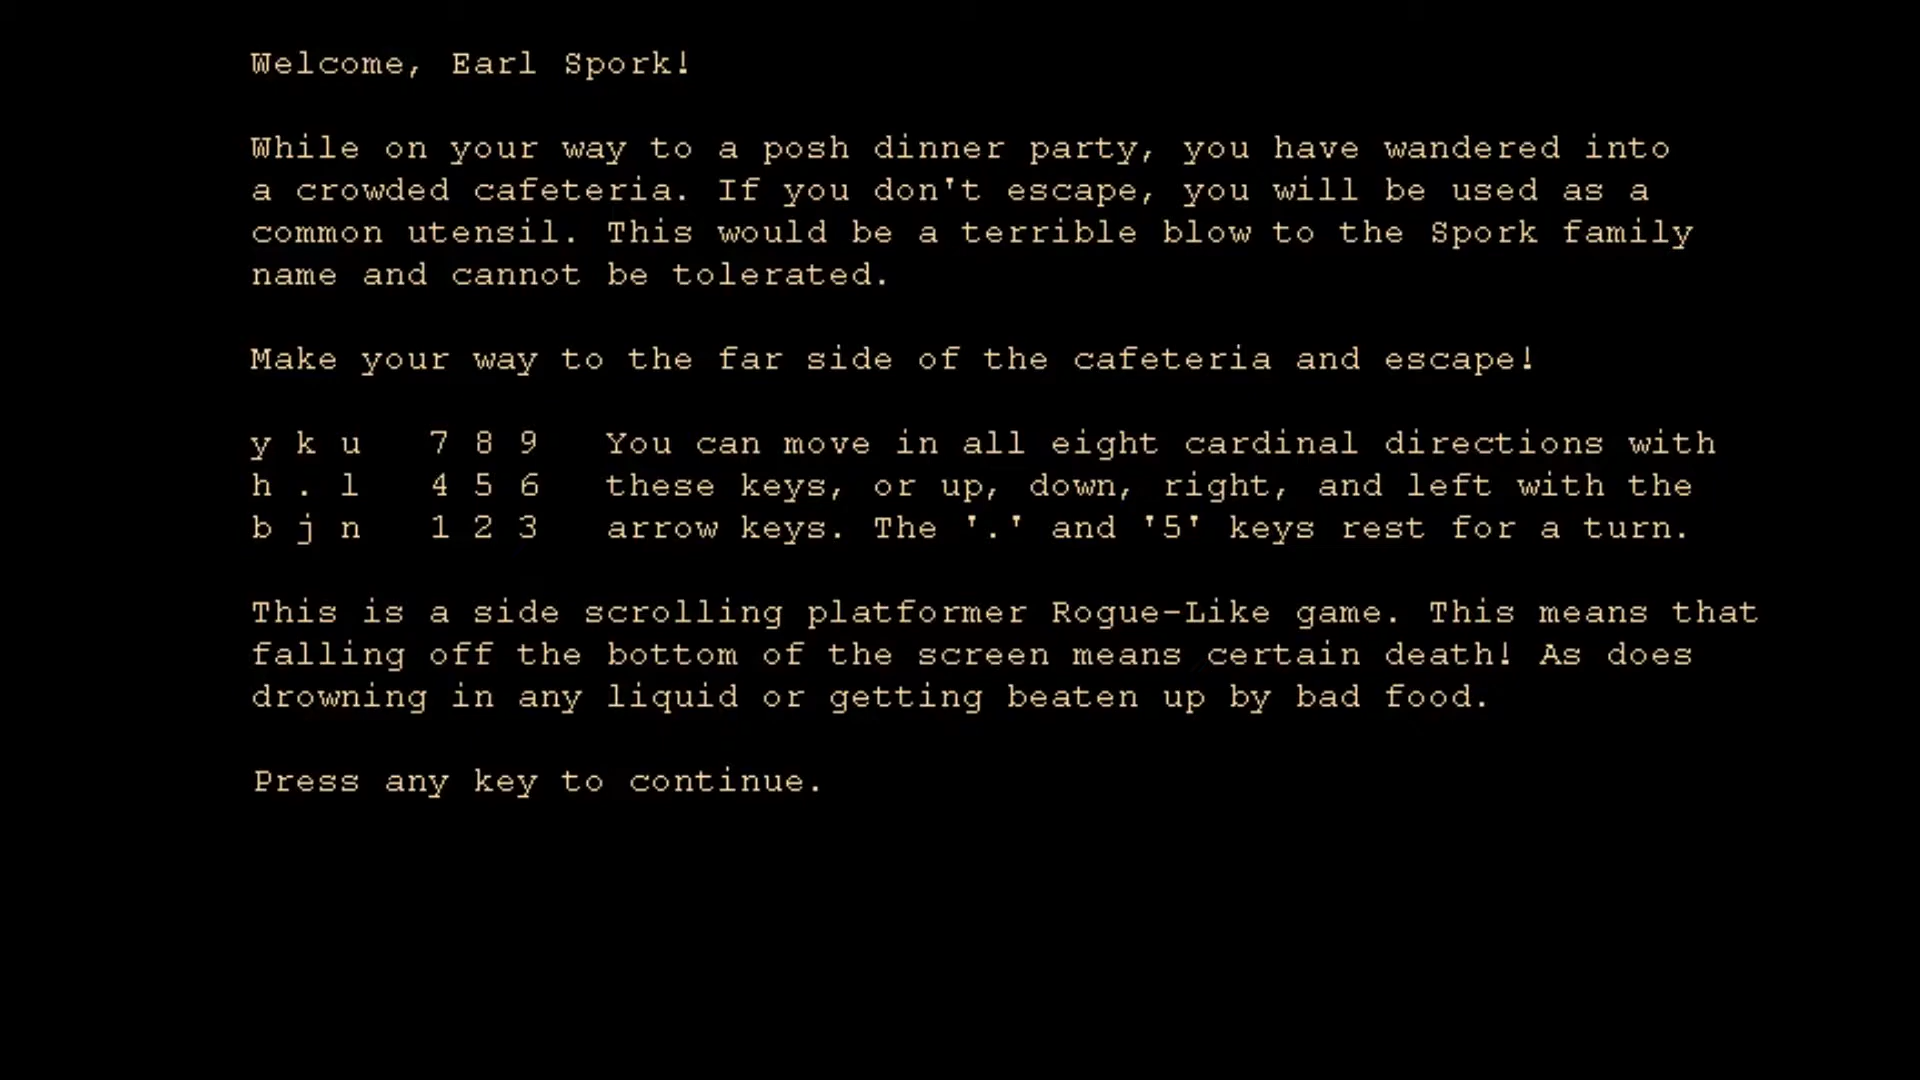 Welcome, Earl Spork!
While on your way to a posh dinner party, you have wandered into
a crowded cafeteria. If you don't escape, you will be used as a
common utensil. This would be a terrible blow to the Spork family
name and cannot be tolerated.
Make your way to the far side of the cafeteria and escape!
y k u   7 8 9   You can move in all eight cardinal directions with
h . l   4 5 6   these keys, or up, down, right, and left with the
b j n   1 2 3   arrow keys. The '.' and '5' keys rest for a turn.
This is a side scrolling platformer Rogue-Like game. This means that
falling off the bottom of the screen means certain death! As does
drowning in any liquid or getting beaten up by bad food.
Press any key to continue.